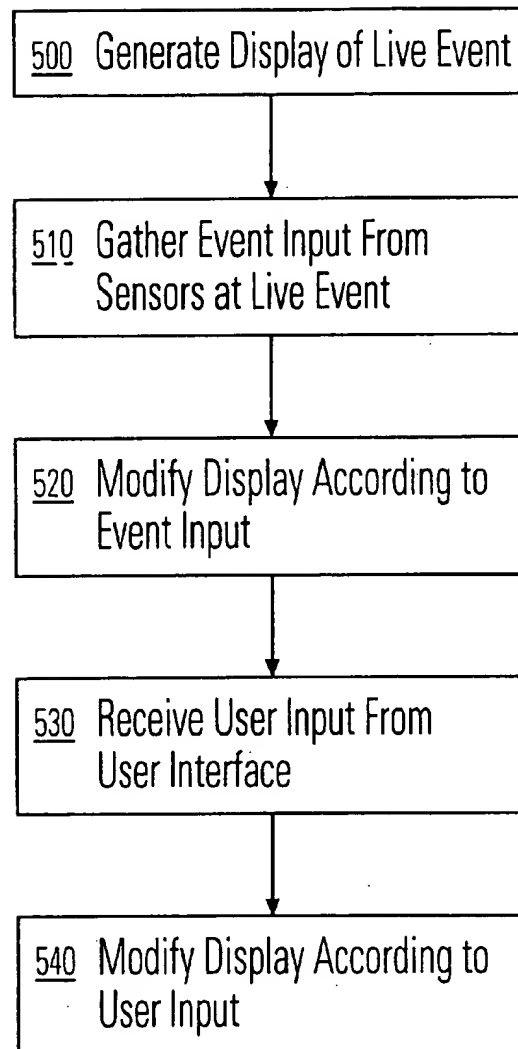 500 Generate Display of Live Event
510 Gather Event Input From
Sensors at Live Event
520 Modify Display According to
Event Input
530 Receive User Input From
User Interface
540 Modify Display According to
User Input